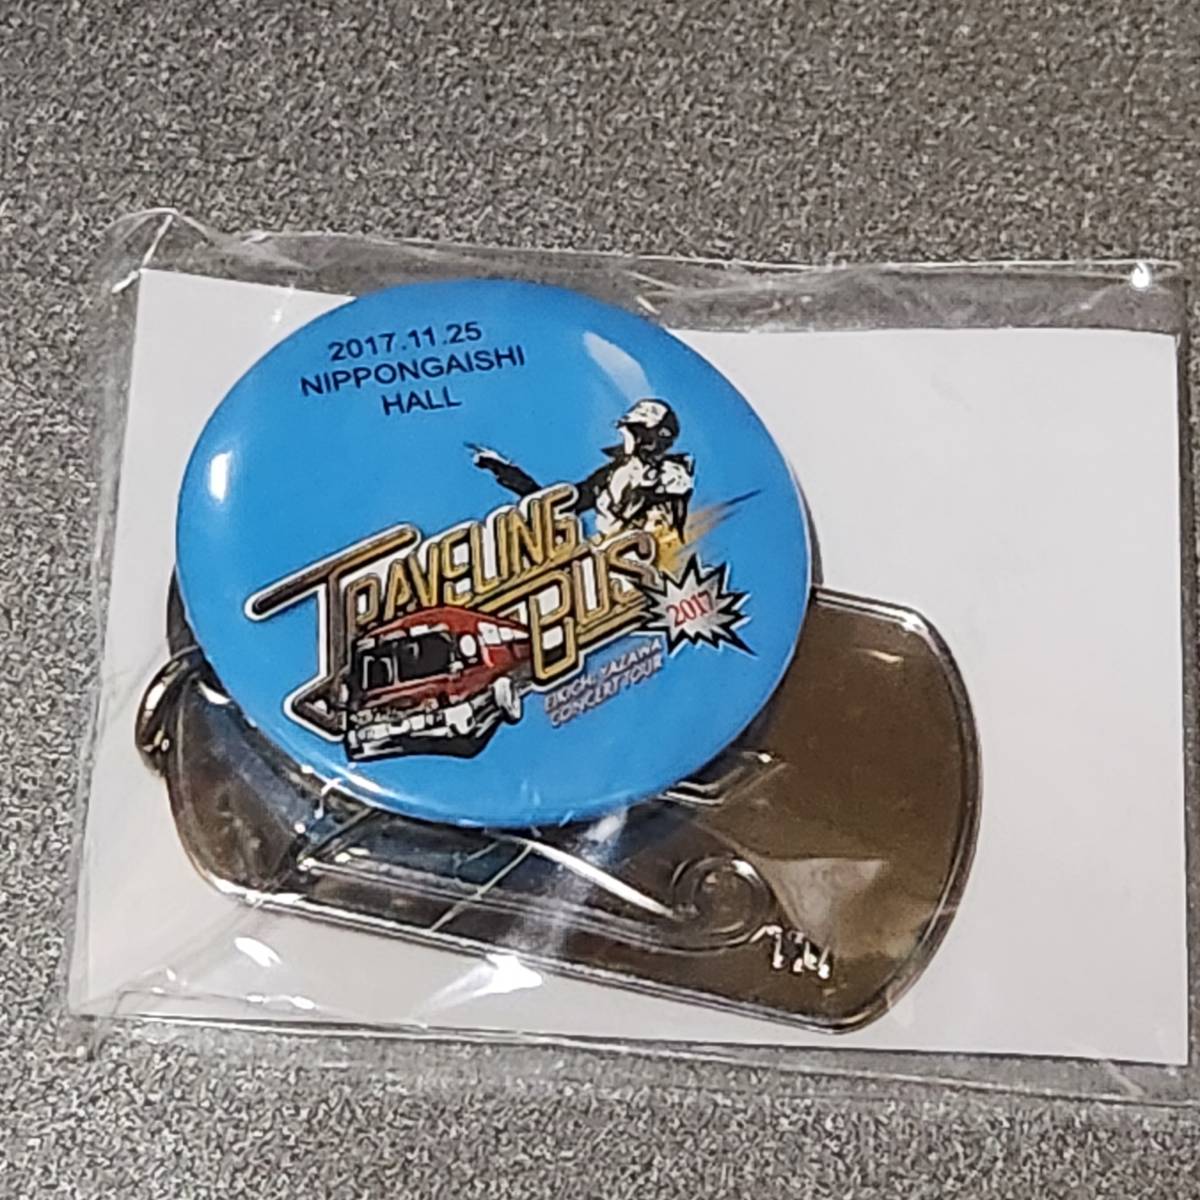 2017.11.25
NIPPONGAISHI
HALL
TRAVELING
BUS
2017
EIKICHI YAZAWA
CONCERT TOUR